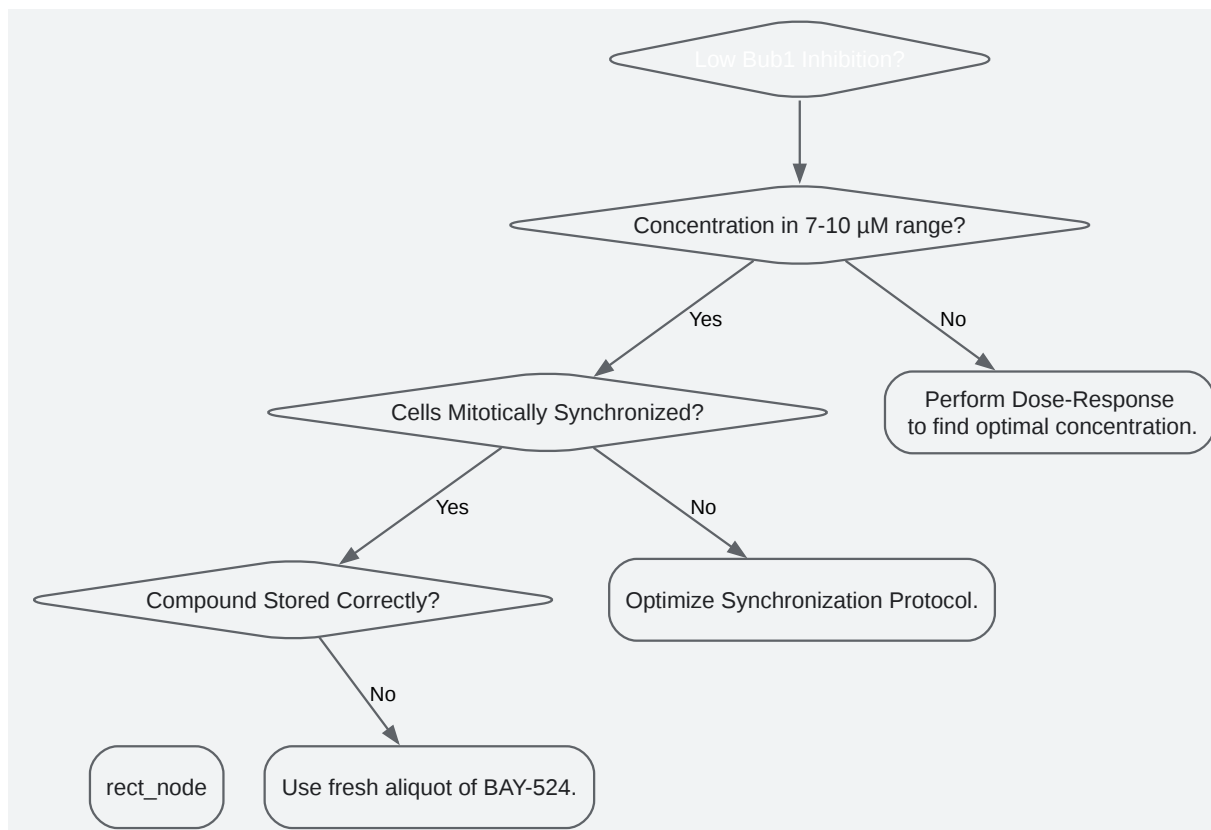 Low Bub1 Inhibition?
Concentration in 7-10 µM range?
Yes
No
Cells Mitotically Synchronized?
Perform Dose-Response
to find optimal concentration.
Yes
No
Compound Stored Correctly?
Optimize Synchronization Protocol.
No
rect_node
Use fresh aliquot of BAY-524.